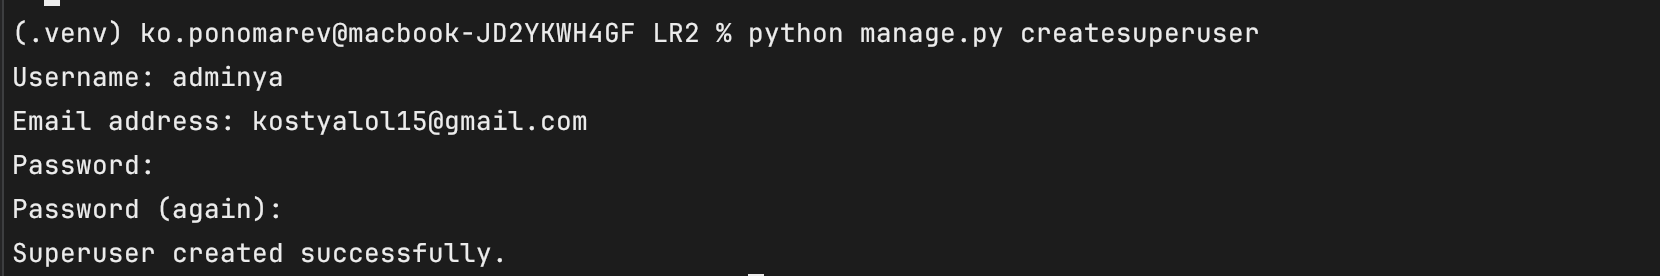 (.venv) ko.ponomarev@macbook-JD2YKWH4GF LR2 % python manage.py createsuperuser
Username: adminya
Email address: kostyalol15@gmail.com
Password:
Password (again):
Superuser created successfully.